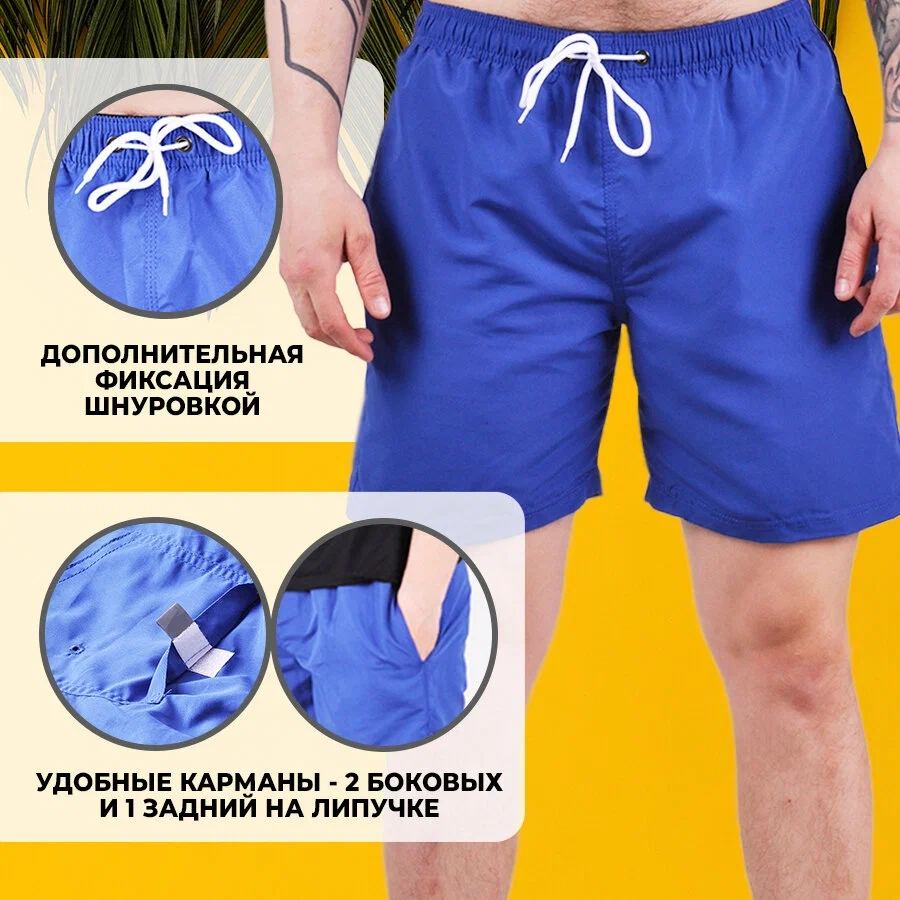 ДОПОЛНИТЕЛЬНАЯ
ФИКСАЦИЯ
ШНУРОВКОЙ
УДОБНЫЕ КАРМАНЫ - 2 БОКОВЫХ
И 1 ЗАДНИЙ НА ЛИПУЧКЕ